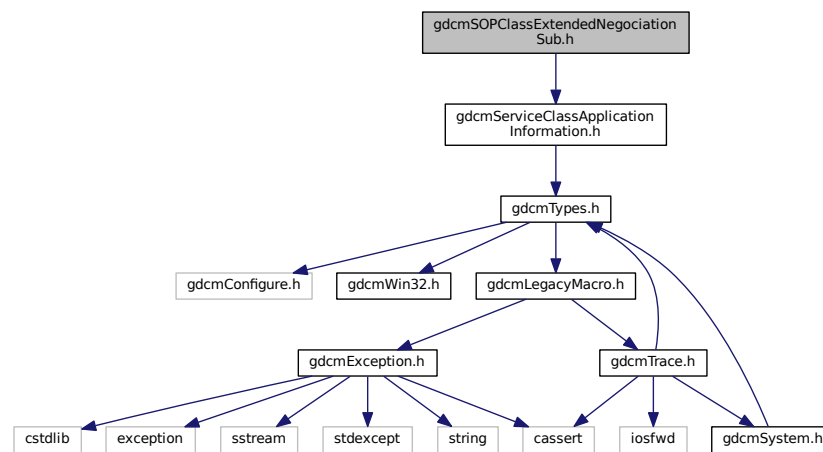 gdcmSOPClassExtendedNegociation
Sub.h
gdcmServiceClassApplication
Information.h
gdcmTypes.h
gdcmConfigure.h
gdcmWin32.h
gdcmLegacyMacro.h
gdcmException.h
gdcmTrace.h
cstdlib
exception
sstream
stdexcept
string
cassert
iosfwd
gdcmSystem.h